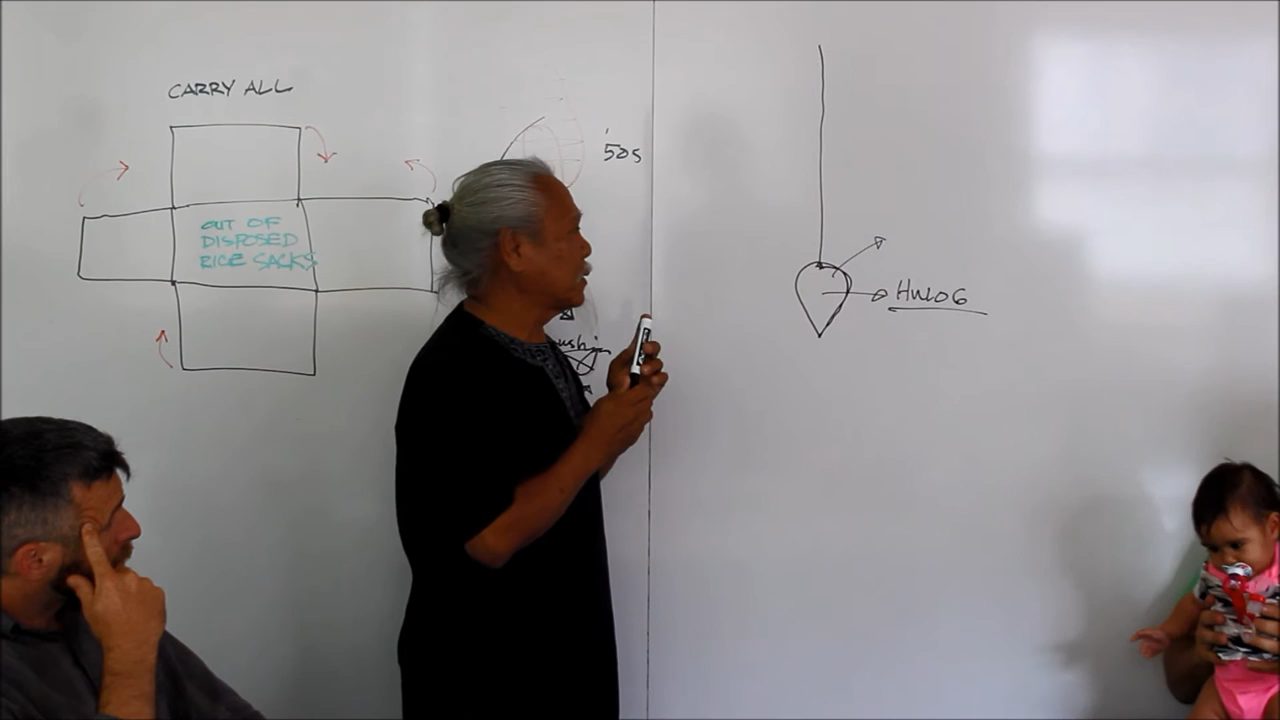 CARRY ALL
OUT OF
DISPOSED
RICE SACKS
'50s
HULOG